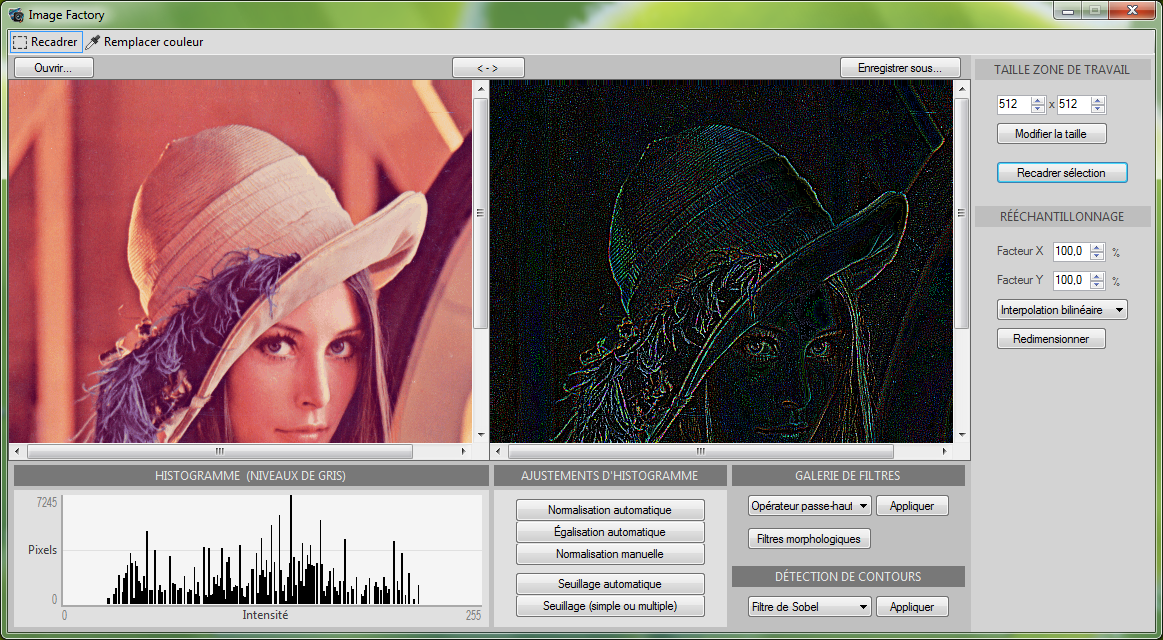 Image Factory
Recadrer Remplacer couleur
Ouvrir... < - > Enregistrer sous...
TAILLE ZONE DE TRAVAIL
512 x 512
Modifier la taille
Recadrer sélection
RÉÉCHANTILLONNAGE
Facteur X 100,0 %
Facteur Y 100,0 %
Interpolation bilinéaire
Redimensionner
HISTOGRAMME (NIVEAUX DE GRIS)
7245
Pixels
0
0 Intensité 255
AJUSTEMENTS D'HISTOGRAMME
Nomalisation automatique
Égalisation automatique
Normalisation manuelle
Seuillage automatique
Seuillage (simple ou multiple)
GALERIE DE FILTRES
Opérateur passe-haut Appliquer
Filtres morphologiques
DÉTECTION DE CONTOURS
Filtre de Sobel Appliquer